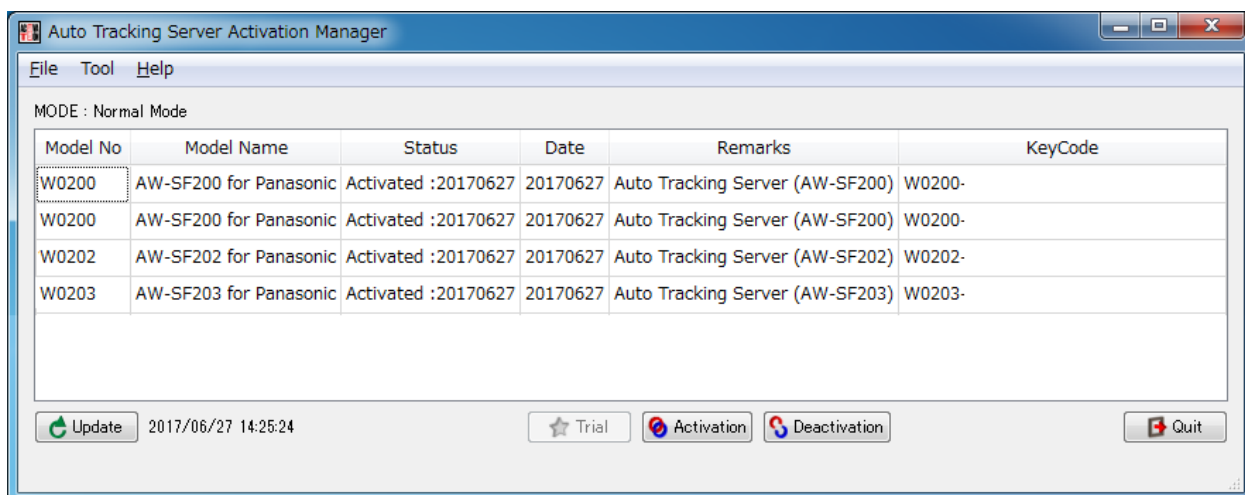 Auto Tracking Server Activation Manager
File Tool Help
MODE : Normal Mode
Model No Model Name Status Date Remarks KeyCode
W0200 AW-SF200 for Panasonic Activated :20170627 20170627 Auto Tracking Server (AW-SF200) W0200-
W0200 AW-SF200 for Panasonic Activated :20170627 20170627 Auto Tracking Server (AW-SF200) W0200-
W0202 AW-SF202 for Panasonic Activated :20170627 20170627 Auto Tracking Server (AW-SF202) W0202-
W0203 AW-SF203 for Panasonic Activated :20170627 20170627 Auto Tracking Server (AW-SF203) W0203-
Update 2017/06/27 14:25:24 Trial Activation Deactivation Quit